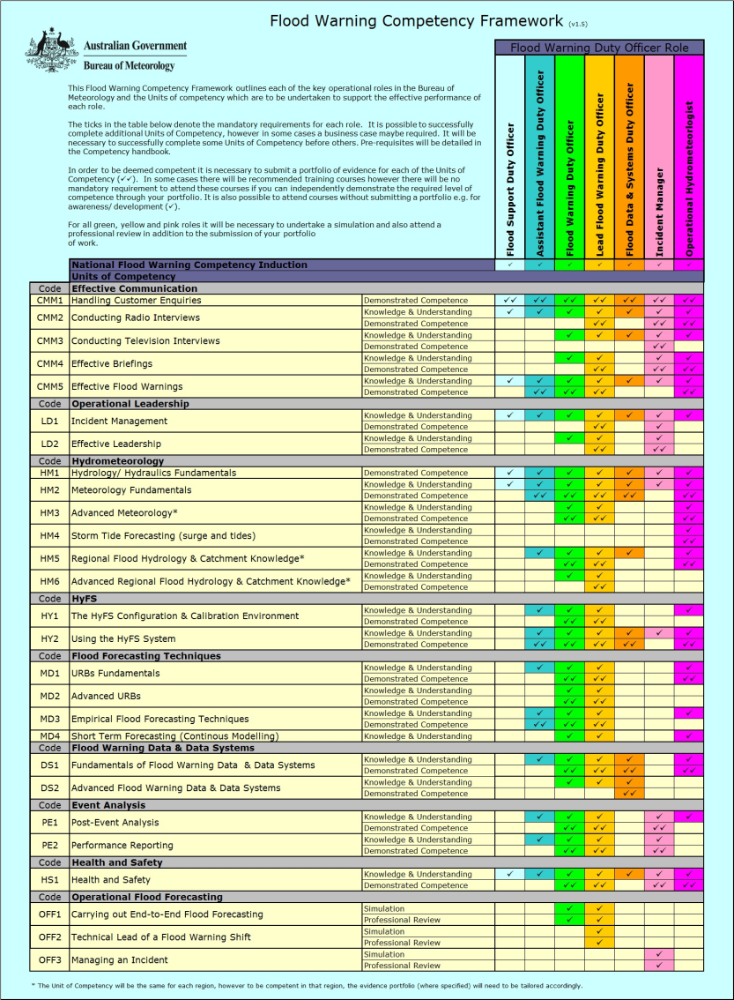 Flood Warning Competency Framework (v1.5)
Australian Government
Bureau of Meteorology
Flood Warning Duty Officer Role
This Flood Warning Competency Framework outlines each of the key operational roles in the Bureau of
Meteorology and the Units of competency which are to be undertaken to support the effective performance of
each role.
The ticks in the table below denote the mandatory requirements for each role. It is possible to successfully
complete additional Units of Competency, however in some cases a business case maybe required. It will be
necessary to successfully complete some Units of Competency before others. Pre-requisites will be detailed in
the Competency handbook.
In order to be deemed competent it is necessary to submit a portfolio of evidence for each of the Units of
Competency (✓✓). In some cases there will be recommended training courses however there will be no
mandatory requirement to attend these courses if you can independently demonstrate the required level of
competence through your portfolio. It is also possible to attend courses without submitting a portfolio e.g. for
awareness/ development (✓).
For all green, yellow and pink roles it will be necessary to undertake a simulation and also attend a
professional review in addition to the submission of your portfolio
of work.
Flood Support Duty Officer
Assistant Flood Warning Duty Officer
Flood Warning Duty Officer
Lead Flood Warning Duty Officer
Flood Data & Systems Duty Officer
Incident Manager
Operational Hydrometeorologist
National Flood Warning Competency Induction ✓ ✓ ✓ ✓ ✓ ✓ ✓
Units of Competency
Code Effective Communication
CMM1 Handling Customer Enquiries Demonstrated Competence ✓✓ ✓✓ ✓✓ ✓✓ ✓✓ ✓✓ ✓✓
CMM2 Conducting Radio Interviews Knowledge & Understanding ✓ ✓ ✓ ✓ ✓ ✓ ✓
Demonstrated Competence ✓✓ ✓✓ ✓✓
CMM3 Conducting Television Interviews Knowledge & Understanding ✓ ✓ ✓ ✓ ✓
Demonstrated Competence ✓✓
CMM4 Effective Briefings Knowledge & Understanding ✓ ✓ ✓ ✓
Demonstrated Competence ✓✓ ✓✓ ✓✓
CMM5 Effective Flood Warnings Knowledge & Understanding ✓ ✓ ✓ ✓ ✓ ✓ ✓
Demonstrated Competence ✓✓ ✓✓ ✓✓ ✓✓
Code Operational Leadership
LD1 Incident Management Knowledge & Understanding ✓ ✓ ✓ ✓ ✓ ✓ ✓
Demonstrated Competence ✓✓ ✓
LD2 Effective Leadership Knowledge & Understanding ✓ ✓ ✓
Demonstrated Competence ✓✓ ✓✓
Code Hydrometeorology
HM1 Hydrology/ Hydraulics Fundamentals Demonstrated Competence ✓ ✓ ✓ ✓ ✓ ✓ ✓
HM2 Meteorology Fundamentals Knowledge & Understanding ✓ ✓ ✓ ✓ ✓ ✓ ✓
Demonstrated Competence ✓✓ ✓✓ ✓✓ ✓✓ ✓✓
HM3 Advanced Meteorology* Knowledge & Understanding ✓ ✓ ✓
Demonstrated Competence ✓✓ ✓✓ ✓✓
HM4 Storm Tide Forecasting (surge and tides) Knowledge & Understanding ✓
Demonstrated Competence ✓✓
HM5 Regional Flood Hydrology & Catchment Knowledge* Knowledge & Understanding ✓ ✓ ✓ ✓ ✓
Demonstrated Competence ✓✓ ✓✓ ✓✓
HM6 Advanced Regional Flood Hydrology & Catchment Knowledge* Knowledge & Understanding ✓ ✓
Demonstrated Competence ✓✓
Code HyFS
HY1 The HyFS Configuration & Calibration Environment Knowledge & Understanding ✓ ✓ ✓ ✓
Demonstrated Competence ✓✓ ✓✓
HY2 Using the HyFS System Knowledge & Understanding ✓ ✓ ✓ ✓ ✓ ✓
Demonstrated Competence ✓✓ ✓✓ ✓✓ ✓✓ ✓✓
Code Flood Forecasting Techniques
MD1 URBs Fundamentals Knowledge & Understanding ✓ ✓ ✓ ✓
Demonstrated Competence ✓✓ ✓✓ ✓✓
MD2 Advanced URBs Knowledge & Understanding ✓ ✓
Demonstrated Competence ✓✓ ✓✓
MD3 Empirical Flood Forecasting Techniques Knowledge & Understanding ✓ ✓ ✓ ✓
Demonstrated Competence ✓✓ ✓✓ ✓✓
MD4 Short Term Forecasting (Continous Modelling) Knowledge & Understanding ✓ ✓ ✓
Code Flood Warning Data & Data Systems
DS1 Fundamentals of Flood Warning Data & Data Systems Knowledge & Understanding ✓ ✓ ✓ ✓ ✓
Demonstrated Competence ✓✓ ✓✓ ✓✓ ✓✓
DS2 Advanced Flood Warning Data & Data Systems Knowledge & Understanding ✓ ✓ ✓
Demonstrated Competence ✓✓
Code Event Analysis
PE1 Post-Event Analysis Knowledge & Understanding ✓ ✓ ✓ ✓ ✓
Demonstrated Competence ✓✓ ✓✓ ✓✓
PE2 Performance Reporting Knowledge & Understanding ✓ ✓ ✓ ✓
Demonstrated Competence ✓✓ ✓✓ ✓✓
Code Health and Safety
HS1 Health and Safety Knowledge & Understanding ✓ ✓ ✓ ✓ ✓ ✓ ✓
Demonstrated Competence ✓✓ ✓✓ ✓✓ ✓✓
Code Operational Flood Forecasting
OFF1 Carrying out End-to-End Flood Forecasting Simulation ✓ ✓
Professional Review ✓ ✓
OFF2 Technical Lead of a Flood Warning Shift Simulation ✓
Professional Review ✓
OFF3 Managing an Incident Simulation ✓
Professional Review ✓
* The Unit of Competency will be the same for each region, however to be competent in that region, the evidence portfolio (where specified) will need to be tailored accordingly.